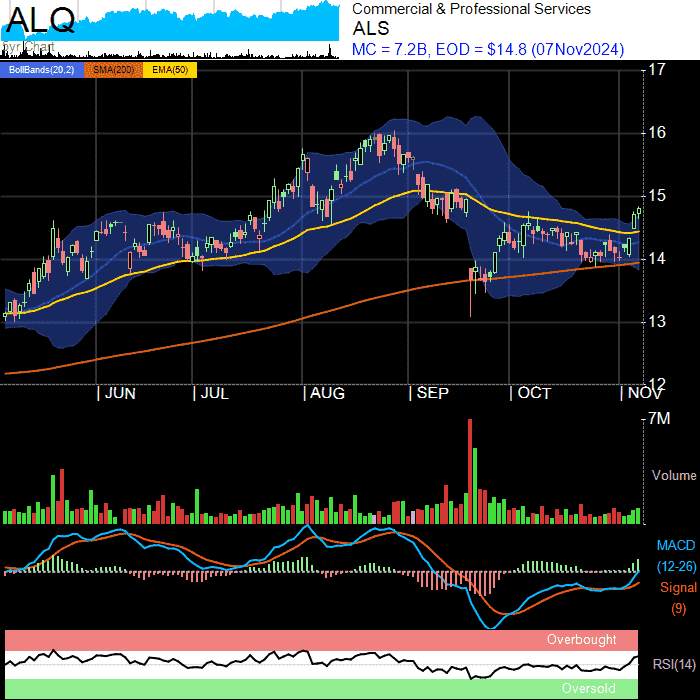 ALQ
Commercial & Professional Services
ALS
MC = 7.2B, EOD = $14.8 (07Nov2024)
5yr Chart
BollBands(20,2) SMA(200) EMA(50)
17
16
15
14
13
12
JUN JUL AUG SEP OCT NOV
7M
Volume
MACD
(12-26)
Signal
(9)
Overbought
RSI(14)
Oversold